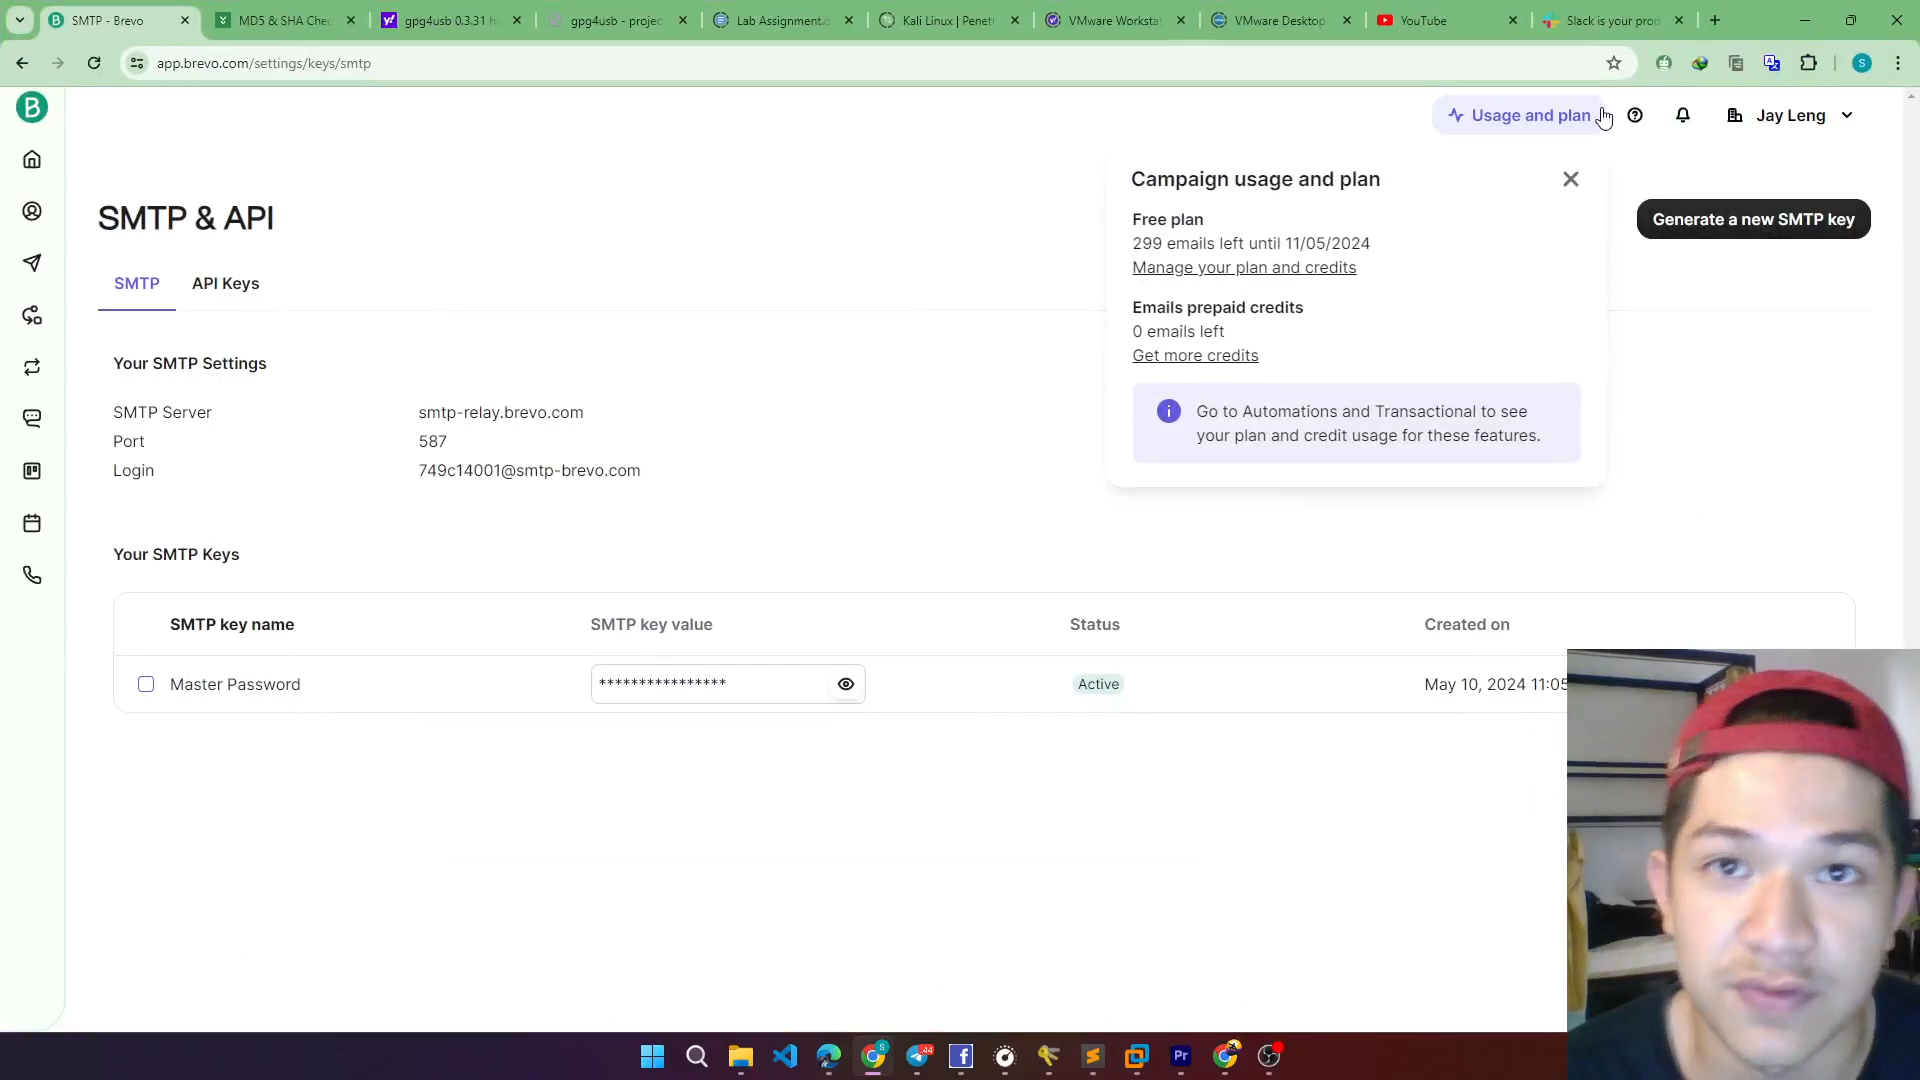 SMTP - Brevo
MD5 & SHA Chec
gpg4usb 0.3.31 h
gpg4usb - projec
Lab Assignment.d
Kali Linux | Penet
VMware Worksta
VMware Desktop
YouTube
Slack is your prod
app.brevo.com/settings/keys/smtp
S
B
Usage and plan
Jay Leng
Campaign usage and plan
Free plan
299 emails left until 11/05/2024
Manage your plan and credits
Emails prepaid credits
0 emails left
Get more credits
Go to Automations and Transactional to see
your plan and credit usage for these features.
SMTP & API
Generate a new SMTP key
SMTP
API Keys
Your SMTP Settings
SMTP Server
smtp-relay.brevo.com
Port
587
Login
749c14001@smtp-brevo.com
Your SMTP Keys
SMTP key name
SMTP key value
Status
Created on
Master Password
****************
Active
May 10, 2024 11:05
S
44
Pr